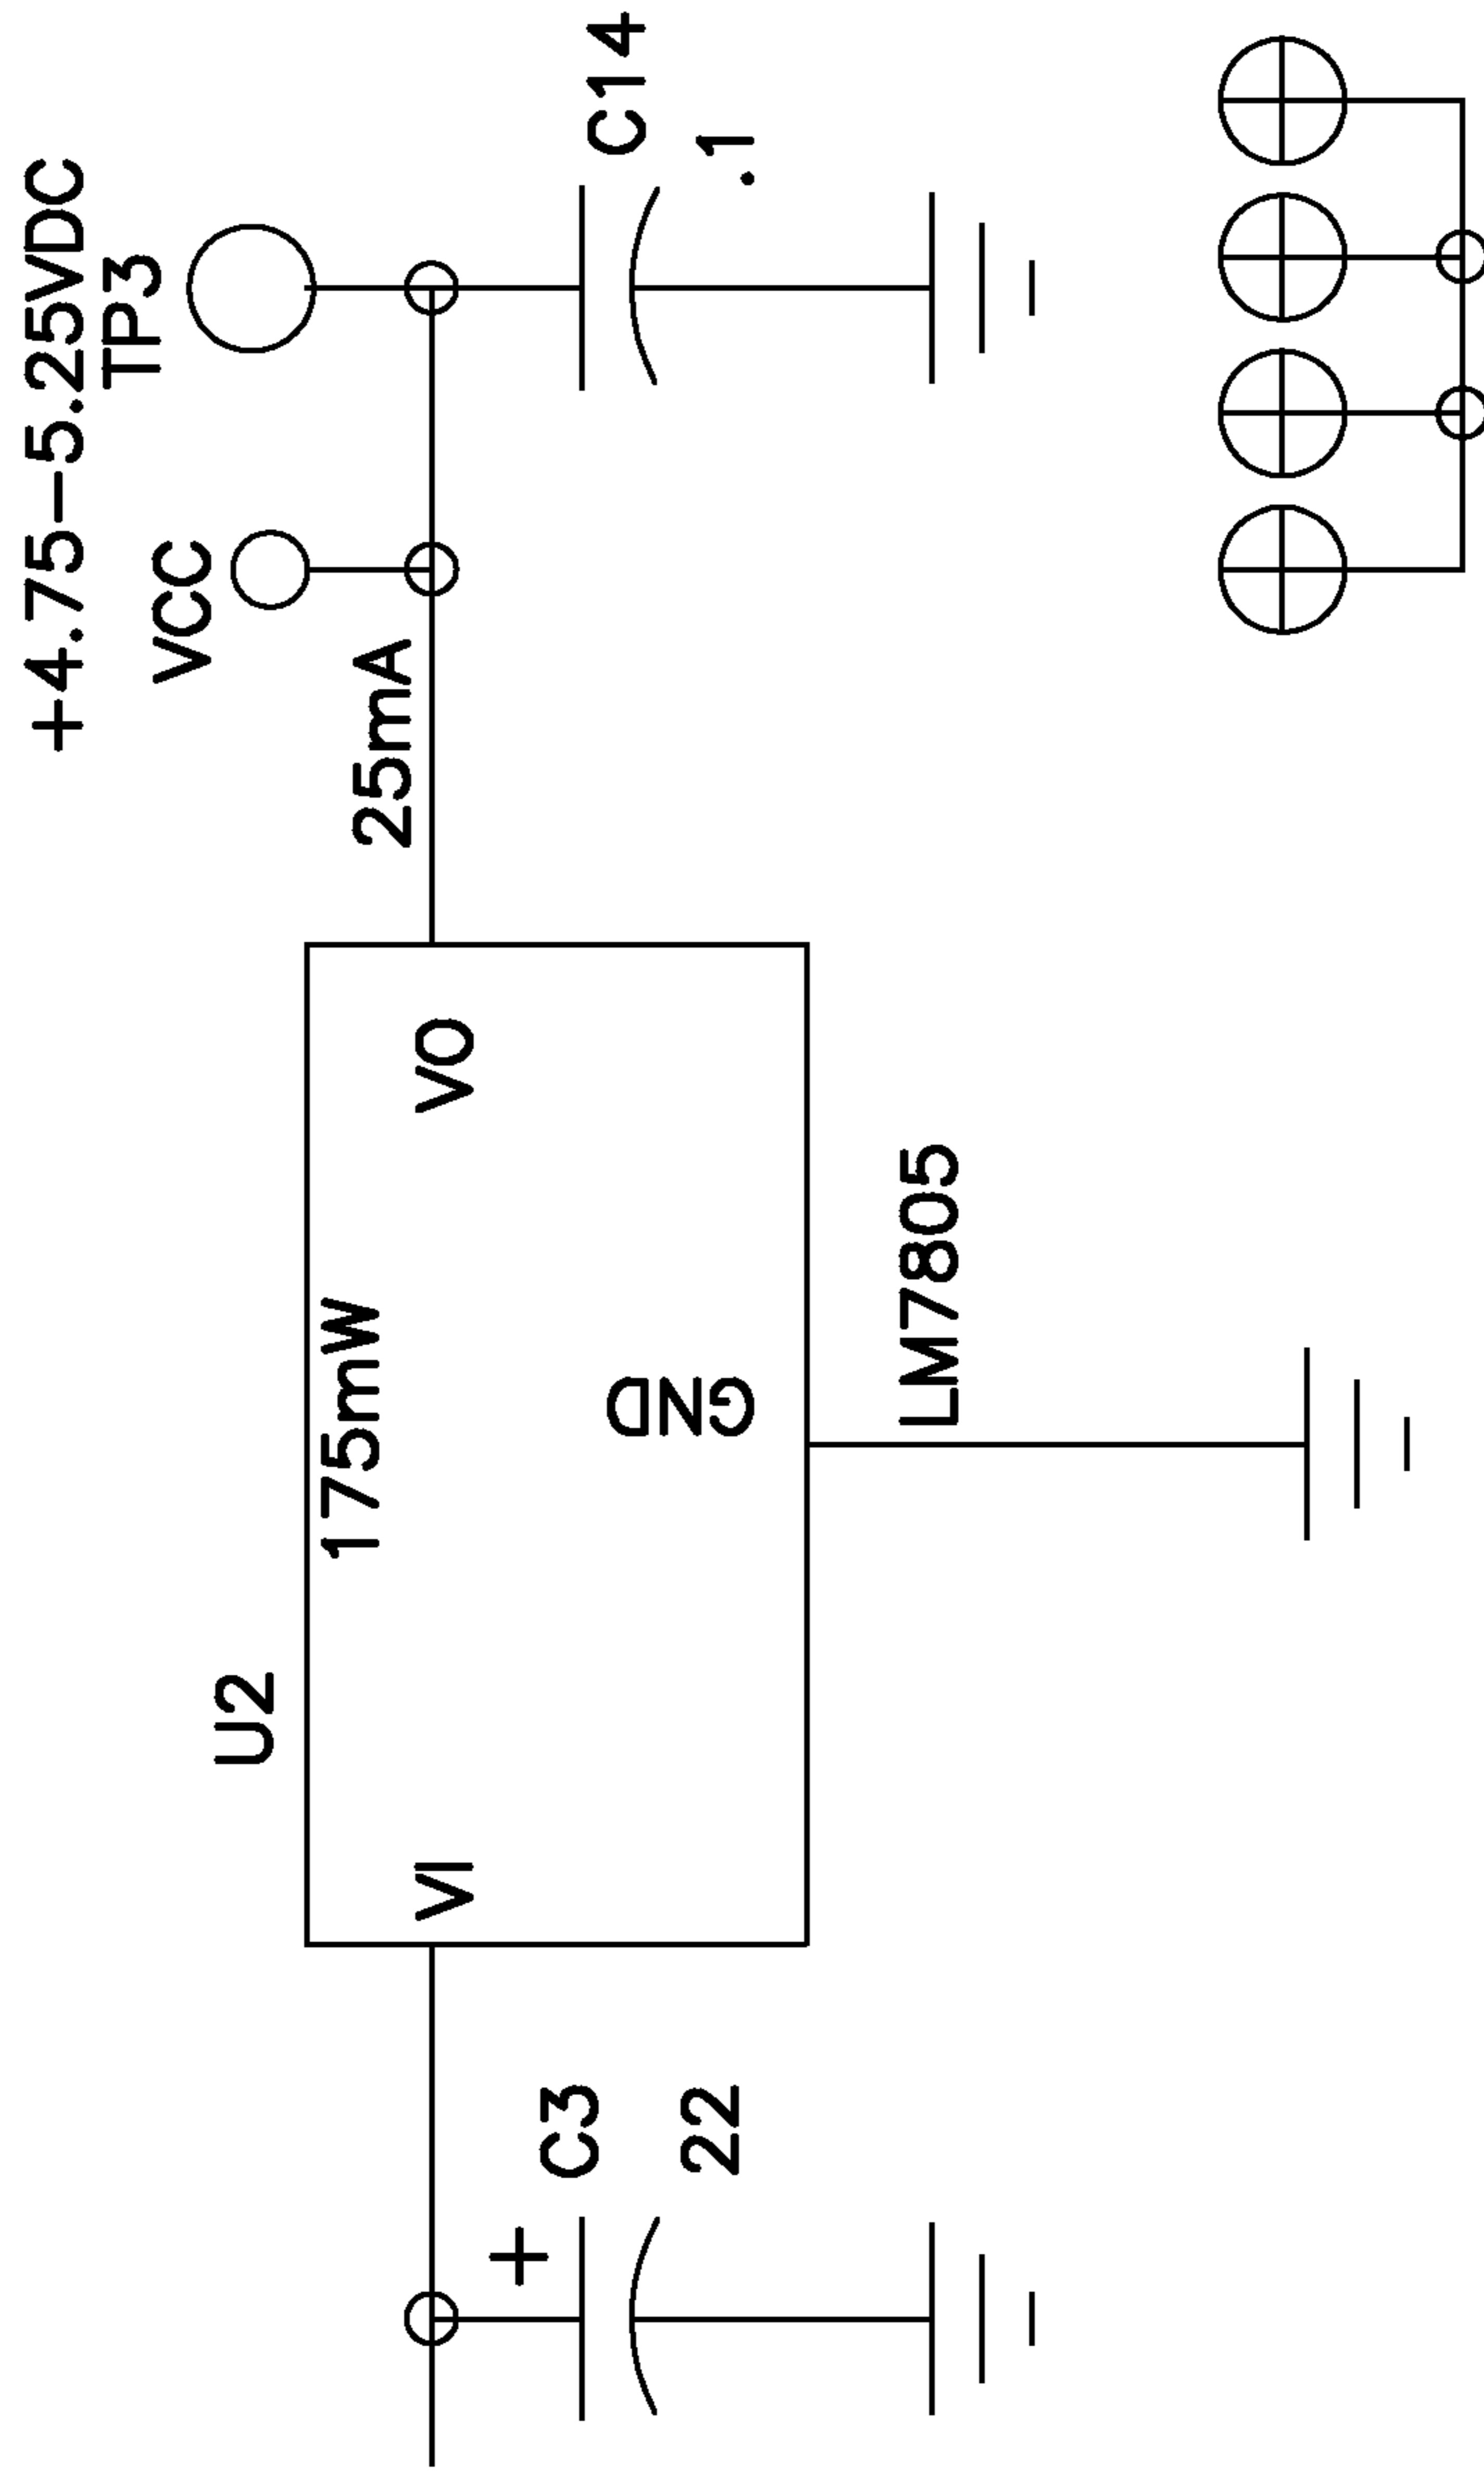 +4.75-5.25VDC
TP3
VCC
25mA
C14
.1
U2
175mW
VI
VO
GND
LM7805
+
C3
22